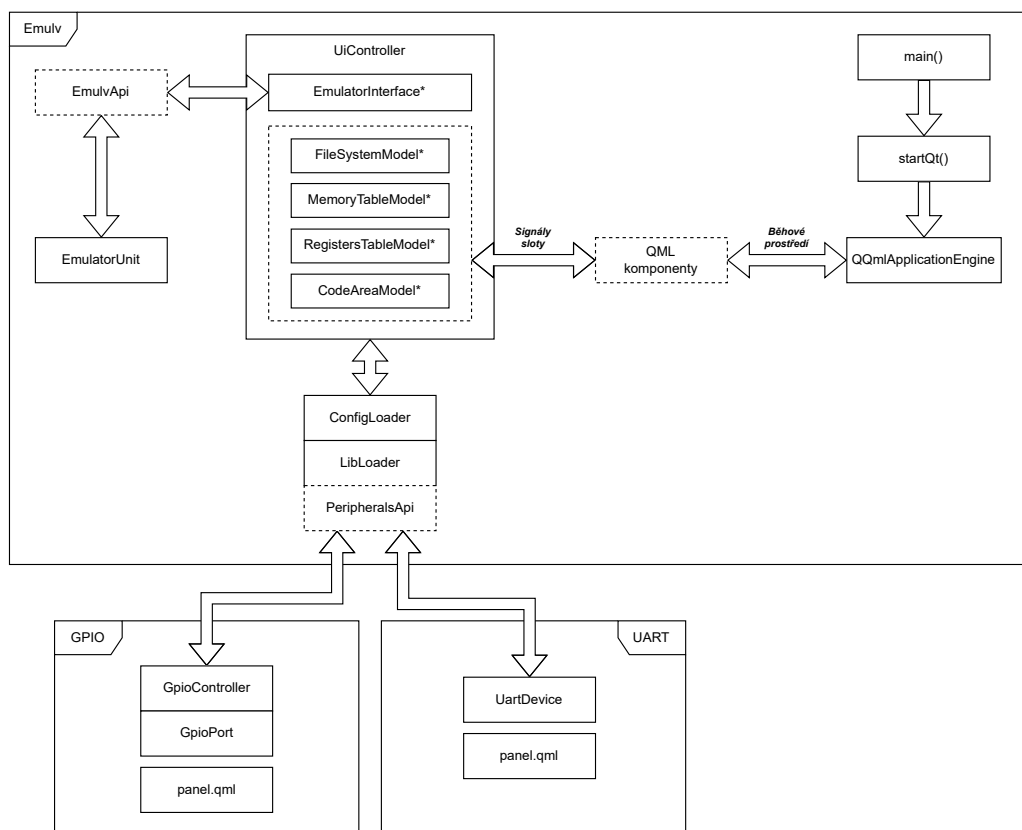 Emulv
UiController
main()
EmulvApi
EmulatorInterface*
FileSystemModel*
startQt()
MemoryTableModel*
RegistersTableModel*
CodeAreaModel*
EmulatorUnit
Signály
sloty
QML
komponenty
Běhové
prostředí
QQmlApplicationEngine
ConfigLoader
LibLoader
PeripheralsApi
GPIO
GpioController
GpioPort
panel.qml
UART
UartDevice
panel.qml